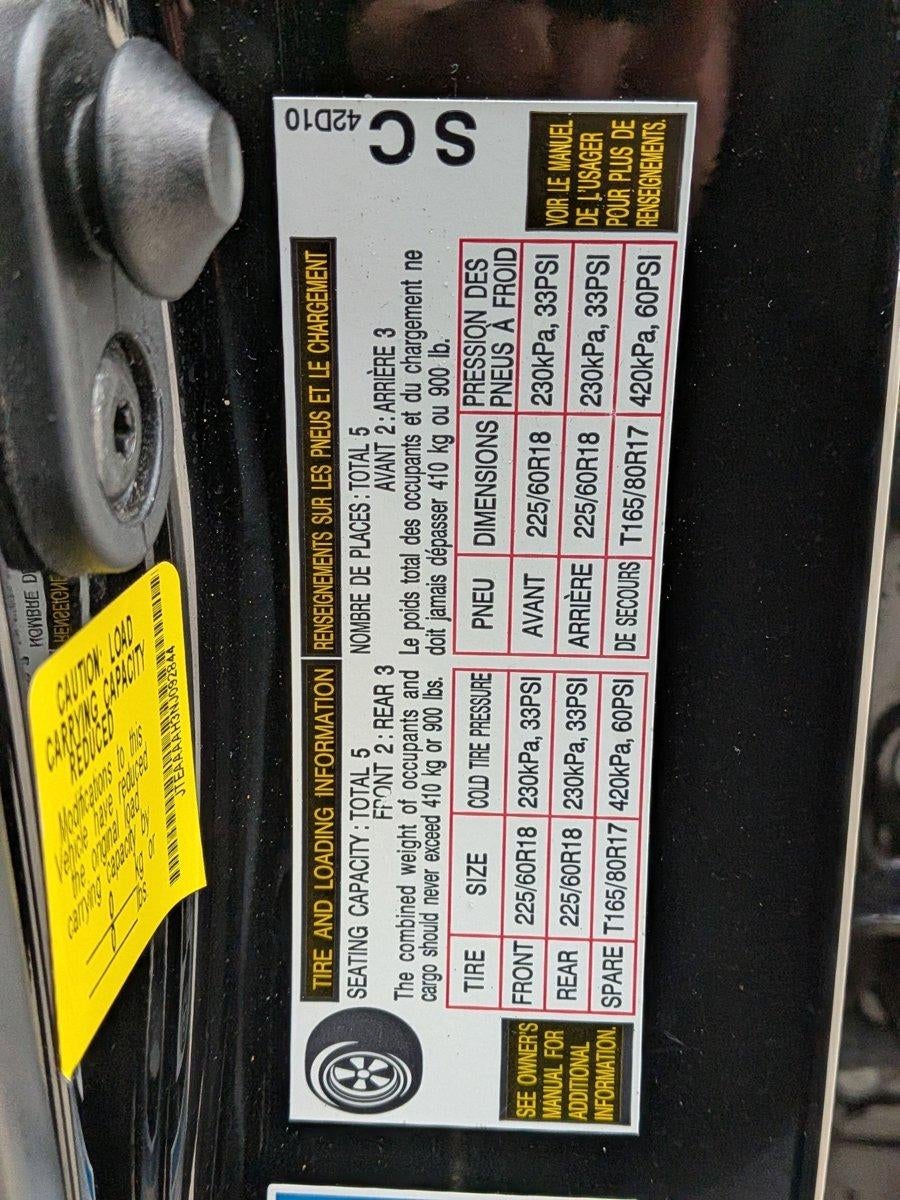 TIRE AND LOADING INFORMATION
RENSEIGNEMENTS SUR LES PNEUS ET LE CHARGEMENT
SEATING CAPACITY : TOTAL 5
FRONT 2 : REAR 3
The combined weight of occupants and
cargo should never exceed 410 kg or 900 lbs.
NOMBRE DE PLACES : TOTAL 5
AVANT 2 : ARRIÈRE 3
Le poids total des occupants et du chargement ne
doit jamais dépasser 410 kg ou 900 lb.
TIRE SIZE COLD TIRE PRESSURE
FRONT 225/60R18 230kPa, 33PSI
REAR 225/60R18 230kPa, 33PSI
SPARE T165/80R17 420kPa, 60PSI
PNEU DIMENSIONS PRESSION DES PNEUS À FROID
AVANT 225/60R18 230kPa, 33PSI
ARRIÈRE 225/60R18 230kPa, 33PSI
DE SECOURS T165/80R17 420kPa, 60PSI
SEE OWNER'S
MANUAL FOR
ADDITIONAL
INFORMATION.
VOIR LE MANUEL
DE L'USAGER
POUR PLUS DE
RENSEIGNEMENTS.
42D10
SC
CAUTION: LOAD
CARRYING CAPACITY
REDUCED
Modifications to this
vehicle have reduced
the original load
carrying capacity by
0 kg or
0 lbs
NOMBRE D